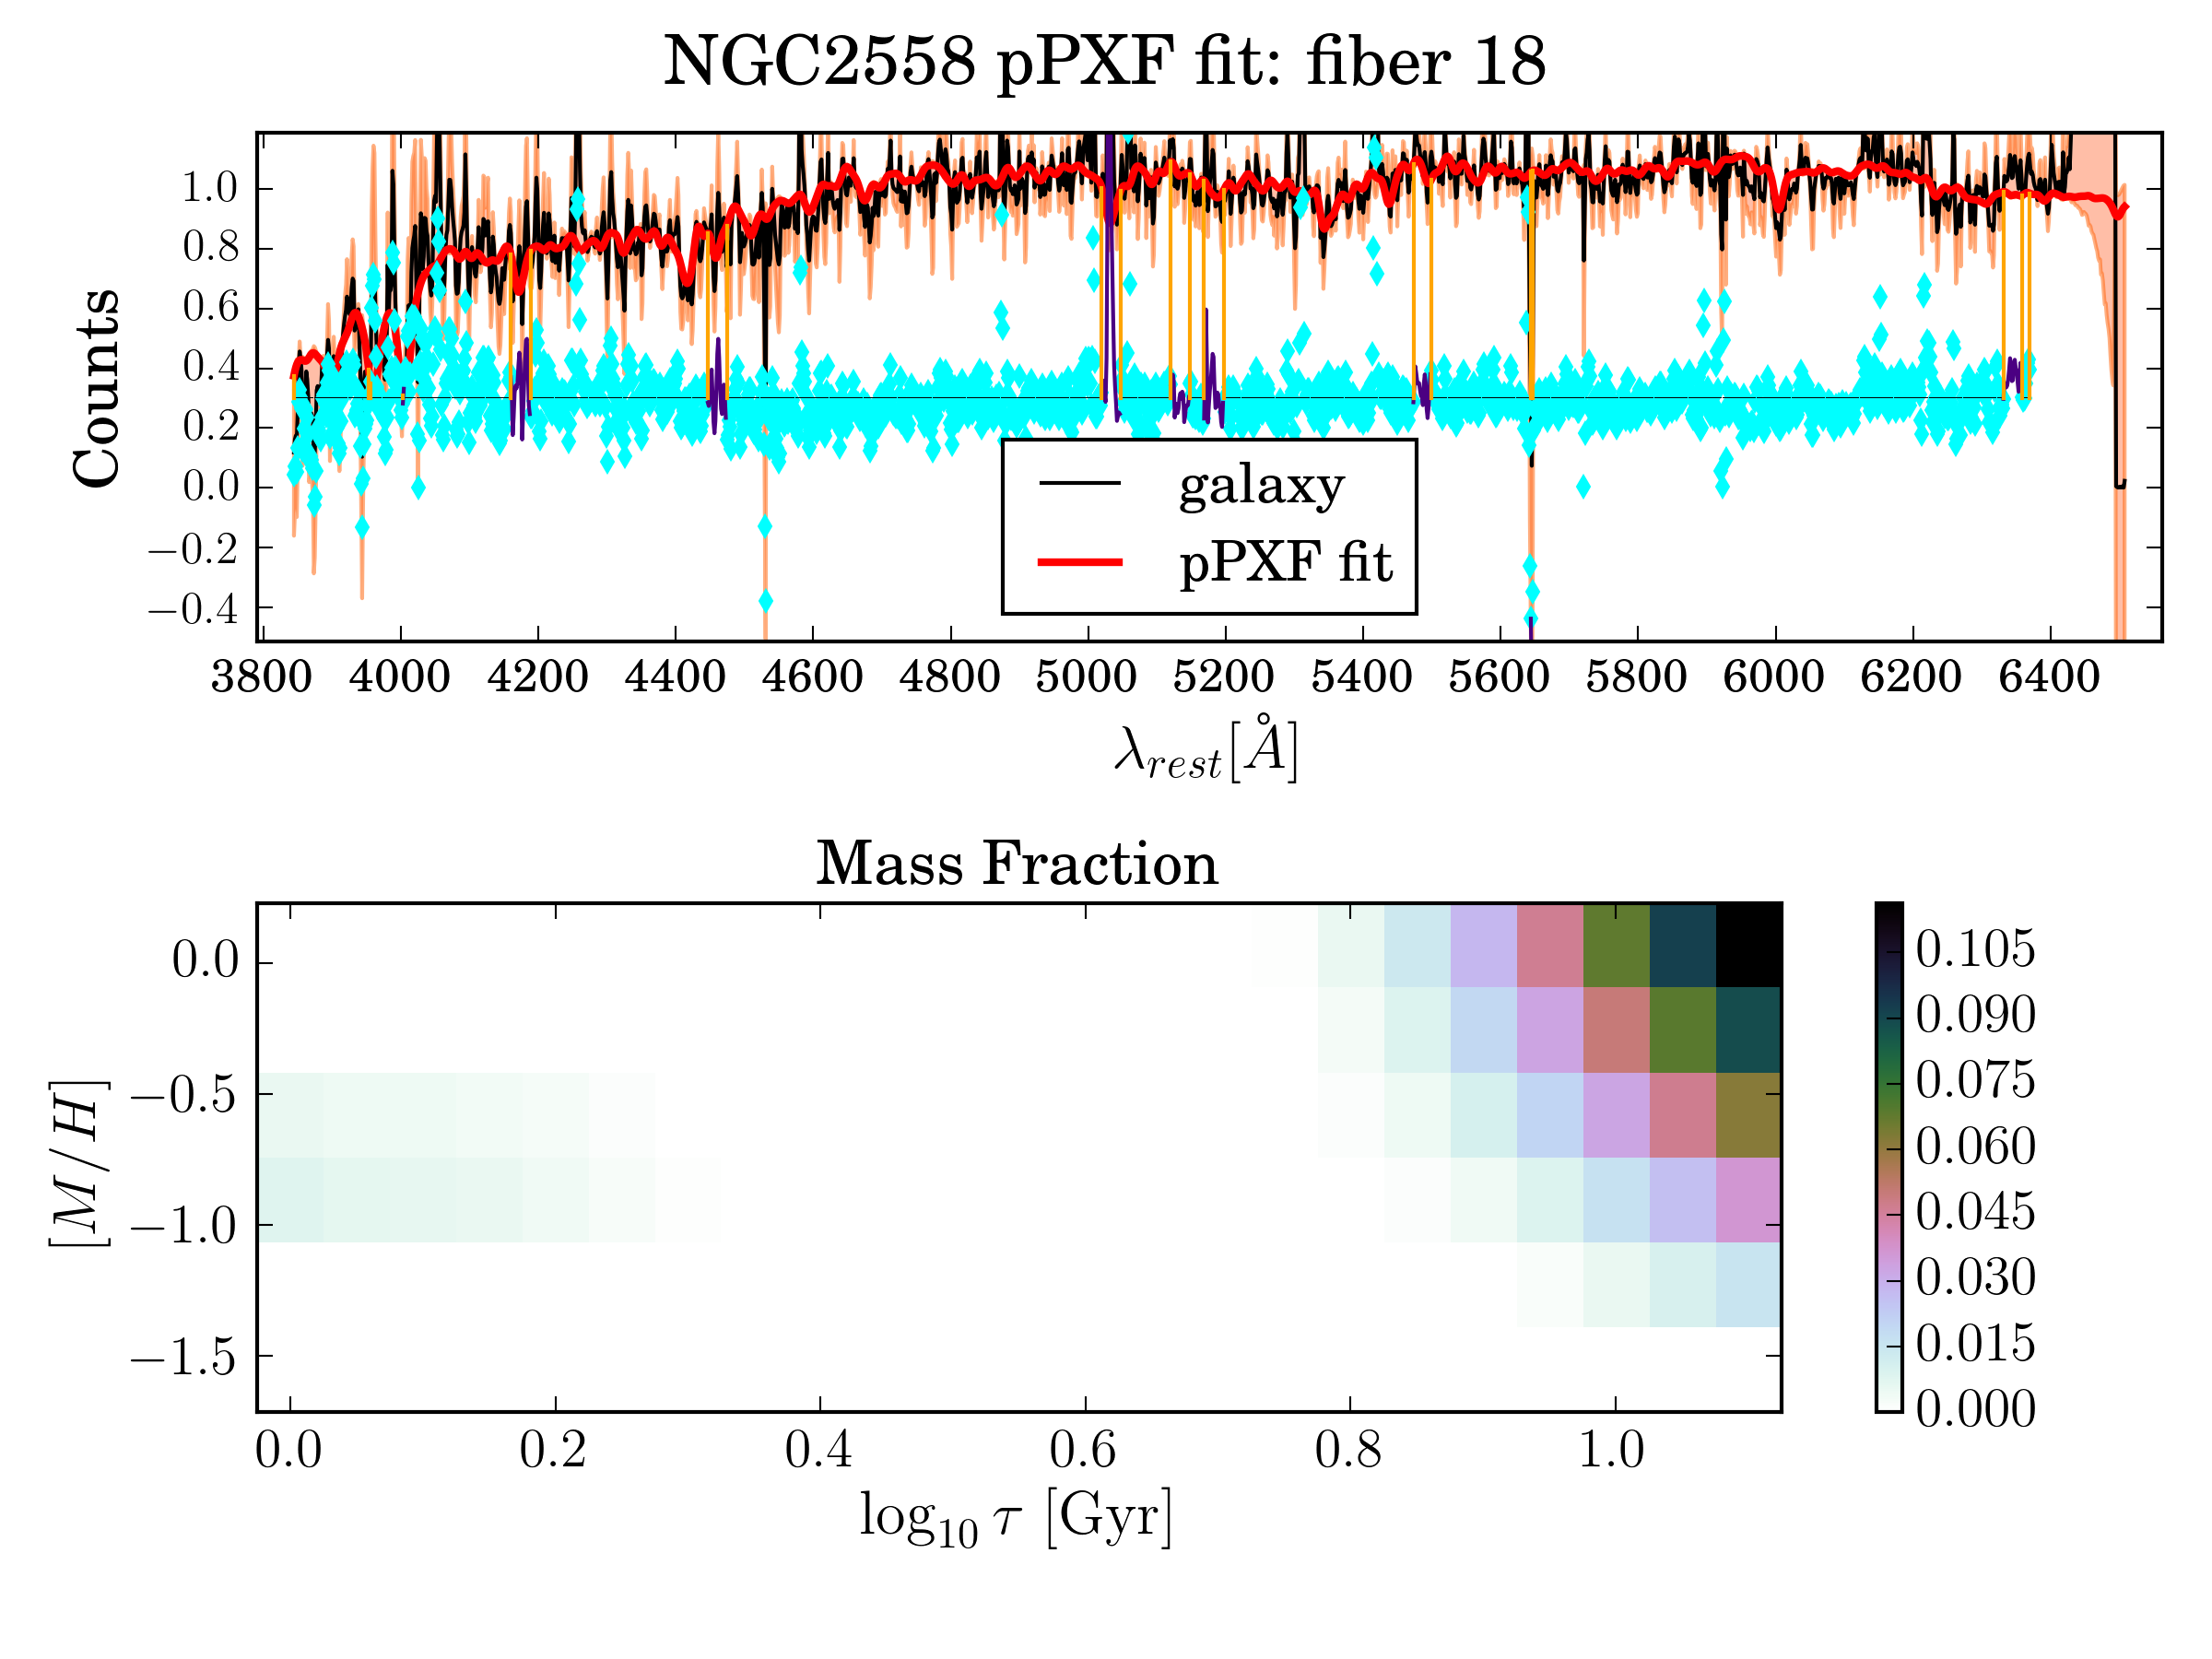 NGC2558 pPXF fit: fiber 18
Counts
1.0
0.8
0.6
0.4
0.2
0.0
−0.2
−0.4
galaxy
pPXF fit
3800 4000 4200 4400 4600 4800 5000 5200 5400 5600 5800 6000 6200 6400
λrest[Å]
Mass Fraction
[M/H]
0.0
−0.5
−1.0
−1.5
0.0 0.2 0.4 0.6 0.8 1.0
log10 τ [Gyr]
0.105
0.090
0.075
0.060
0.045
0.030
0.015
0.000